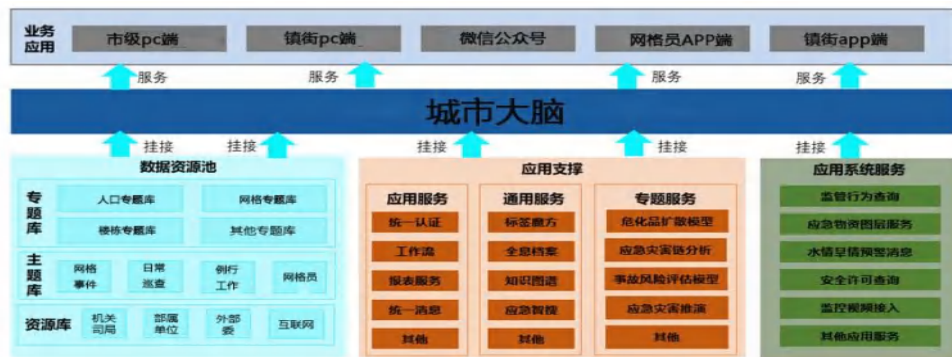 业务应用
市级pc端
镇街pc端
微信公众号
网格员APP端
镇街app端
服务
服务
服务
服务
城市大脑
挂接
挂接
挂接
挂接
挂接
数据资源池
专题库
人口专题库
网格专题库
楼栋专题库
其他专题库
主题库
网格事件
日常巡查
例行工作
网格员
资源库
机关司局
部属单位
外部委
互联网
应用支撑
应用服务
统一认证
工作流
报表服务
统一消息
其他
通用服务
标签魔方
全息档案
知识图谱
应急智搜
其他
专题服务
危化品扩散模型
应急灾害链分析
事故风险评估模型
应急灾害推演
其他
应用系统服务
监管行为查询
应急物资图层服务
水情旱情预警消息
安全许可查询
监控视频接入
其他应用服务